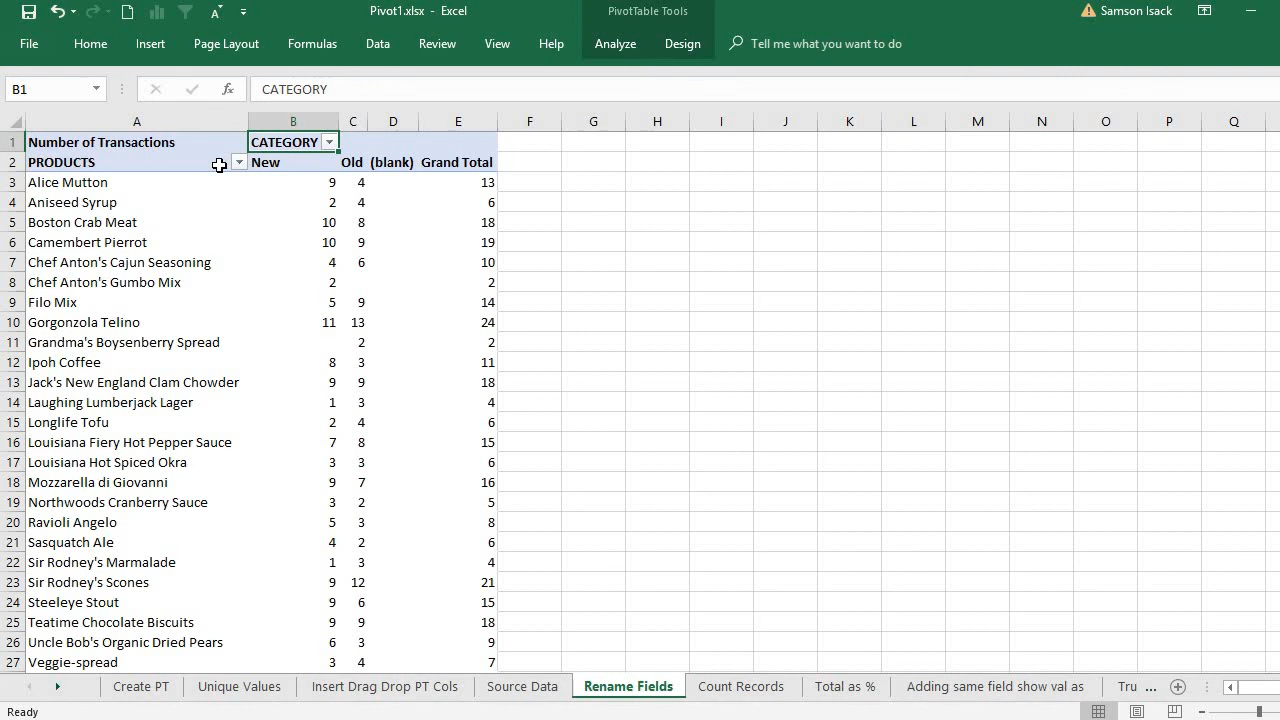 Pivot1.xlsx - Excel PivotTable Tools Samson Isack
File Home Insert Page Layout Formulas Data Review View Help Analyze Design Tell me what you want to do
B1 fx CATEGORY
A B C D E F G H I J K L M N O P Q
1 Number of Transactions CATEGORY
2 PRODUCTS New Old (blank) Grand Total
3 Alice Mutton 9 4 13
4 Aniseed Syrup 2 4 6
5 Boston Crab Meat 10 8 18
6 Camembert Pierrot 10 9 19
7 Chef Anton's Cajun Seasoning 4 6 10
8 Chef Anton's Gumbo Mix 2 2
9 Filo Mix 5 9 14
10 Gorgonzola Telino 11 13 24
11 Grandma's Boysenberry Spread 2 2
12 Ipoh Coffee 8 3 11
13 Jack's New England Clam Chowder 9 9 18
14 Laughing Lumberjack Lager 1 3 4
15 Longlife Tofu 2 4 6
16 Louisiana Fiery Hot Pepper Sauce 7 8 15
17 Louisiana Hot Spiced Okra 3 3 6
18 Mozzarella di Giovanni 9 7 16
19 Northwoods Cranberry Sauce 3 2 5
20 Ravioli Angelo 5 3 8
21 Sasquatch Ale 4 2 6
22 Sir Rodney's Marmalade 1 3 4
23 Sir Rodney's Scones 9 12 21
24 Steeleye Stout 9 6 15
25 Teatime Chocolate Biscuits 9 9 18
26 Uncle Bob's Organic Dried Pears 6 3 9
27 Veggie-spread 3 4 7
Create PT Unique Values Insert Drag Drop PT Cols Source Data Rename Fields Count Records Total as % Adding same field show val as Tru ...
Ready